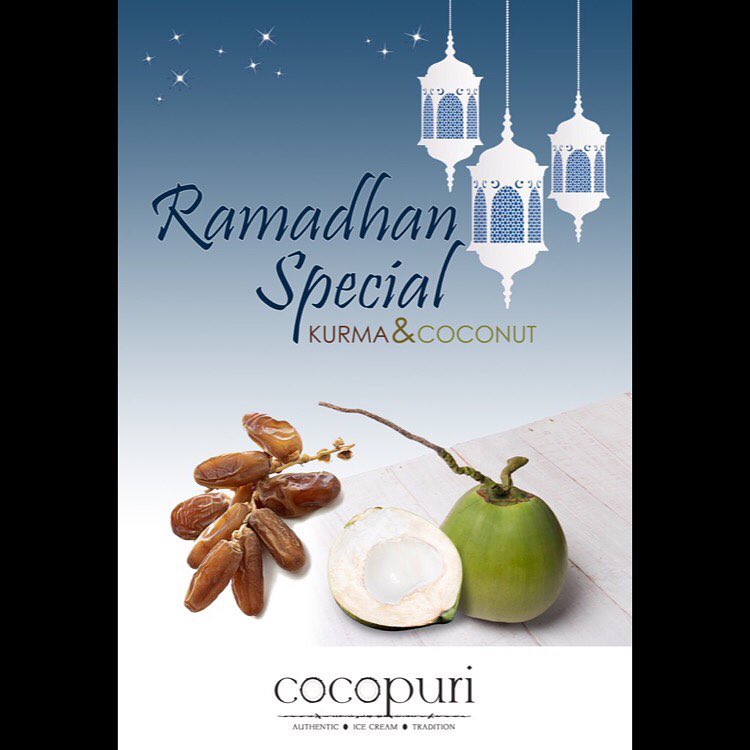 Ramadhan
Special
KURMA&COCONUT
cocopuri
AUTHENTIC ● ICE CREAM ● TRADITION